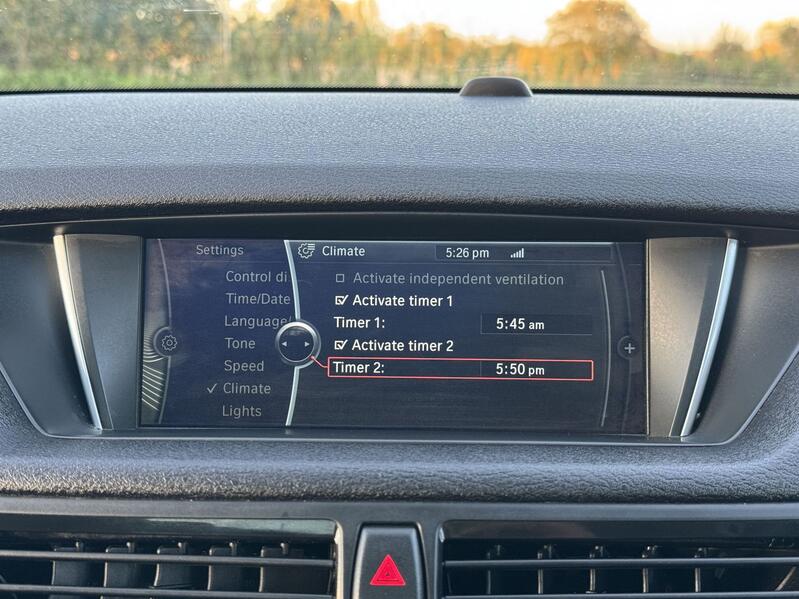 Settings
Climate
5:26 pm
Control di
Time/Date
Language/
Tone
Speed
Climate
Lights
Activate independent ventilation
Activate timer 1
Timer 1: 5:45 am
Activate timer 2
Timer 2: 5:50 pm